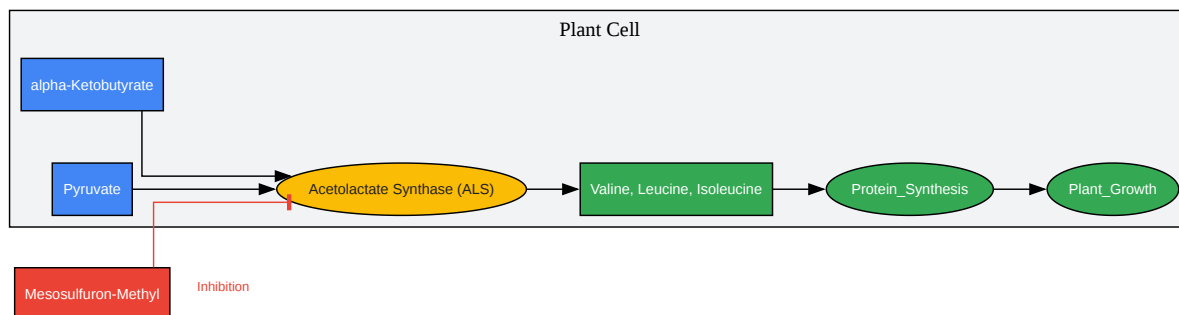 Plant Cell
alpha-Ketobutyrate
Pyruvate
Acetolactate Synthase (ALS)
Valine, Leucine, Isoleucine
Protein_Synthesis
Plant_Growth
Mesosulfuron-Methyl
Inhibition